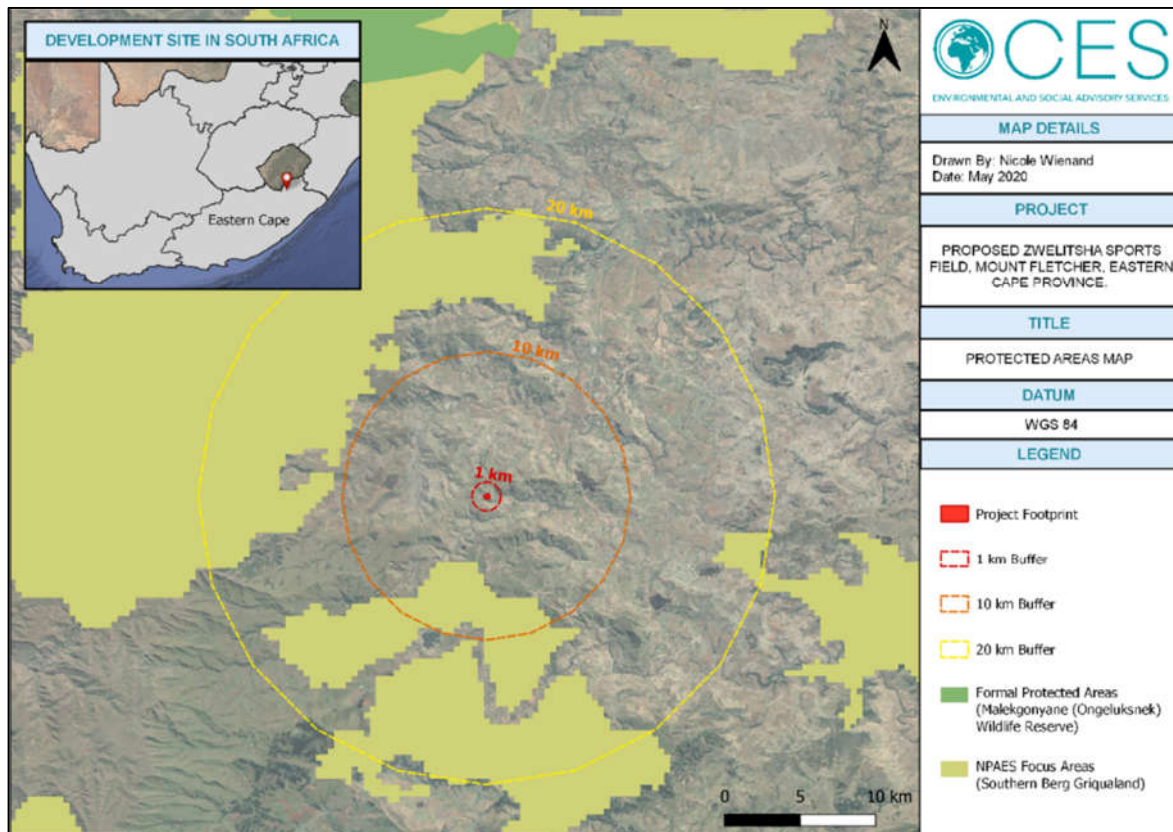 DEVELOPMENT SITE IN SOUTH AFRICA
Eastern Cape
N
20 km
10 km
1 km
0 5 10 km
CES
ENVIRONMENTAL AND SOCIAL ADVISORY SERVICES
MAP DETAILS
Drawn By: Nicole Wienand
Date: May 2020
PROJECT
PROPOSED ZWELITSHA SPORTS
FIELD, MOUNT FLETCHER, EASTERN
CAPE PROVINCE.
TITLE
PROTECTED AREAS MAP
DATUM
WGS 84
LEGEND
Project Footprint
1 km Buffer
10 km Buffer
20 km Buffer
Formal Protected Areas
(Malekgonyane (Ongeluksnek)
Wildlife Reserve)
NPAES Focus Areas
(Southern Berg Griqualand)